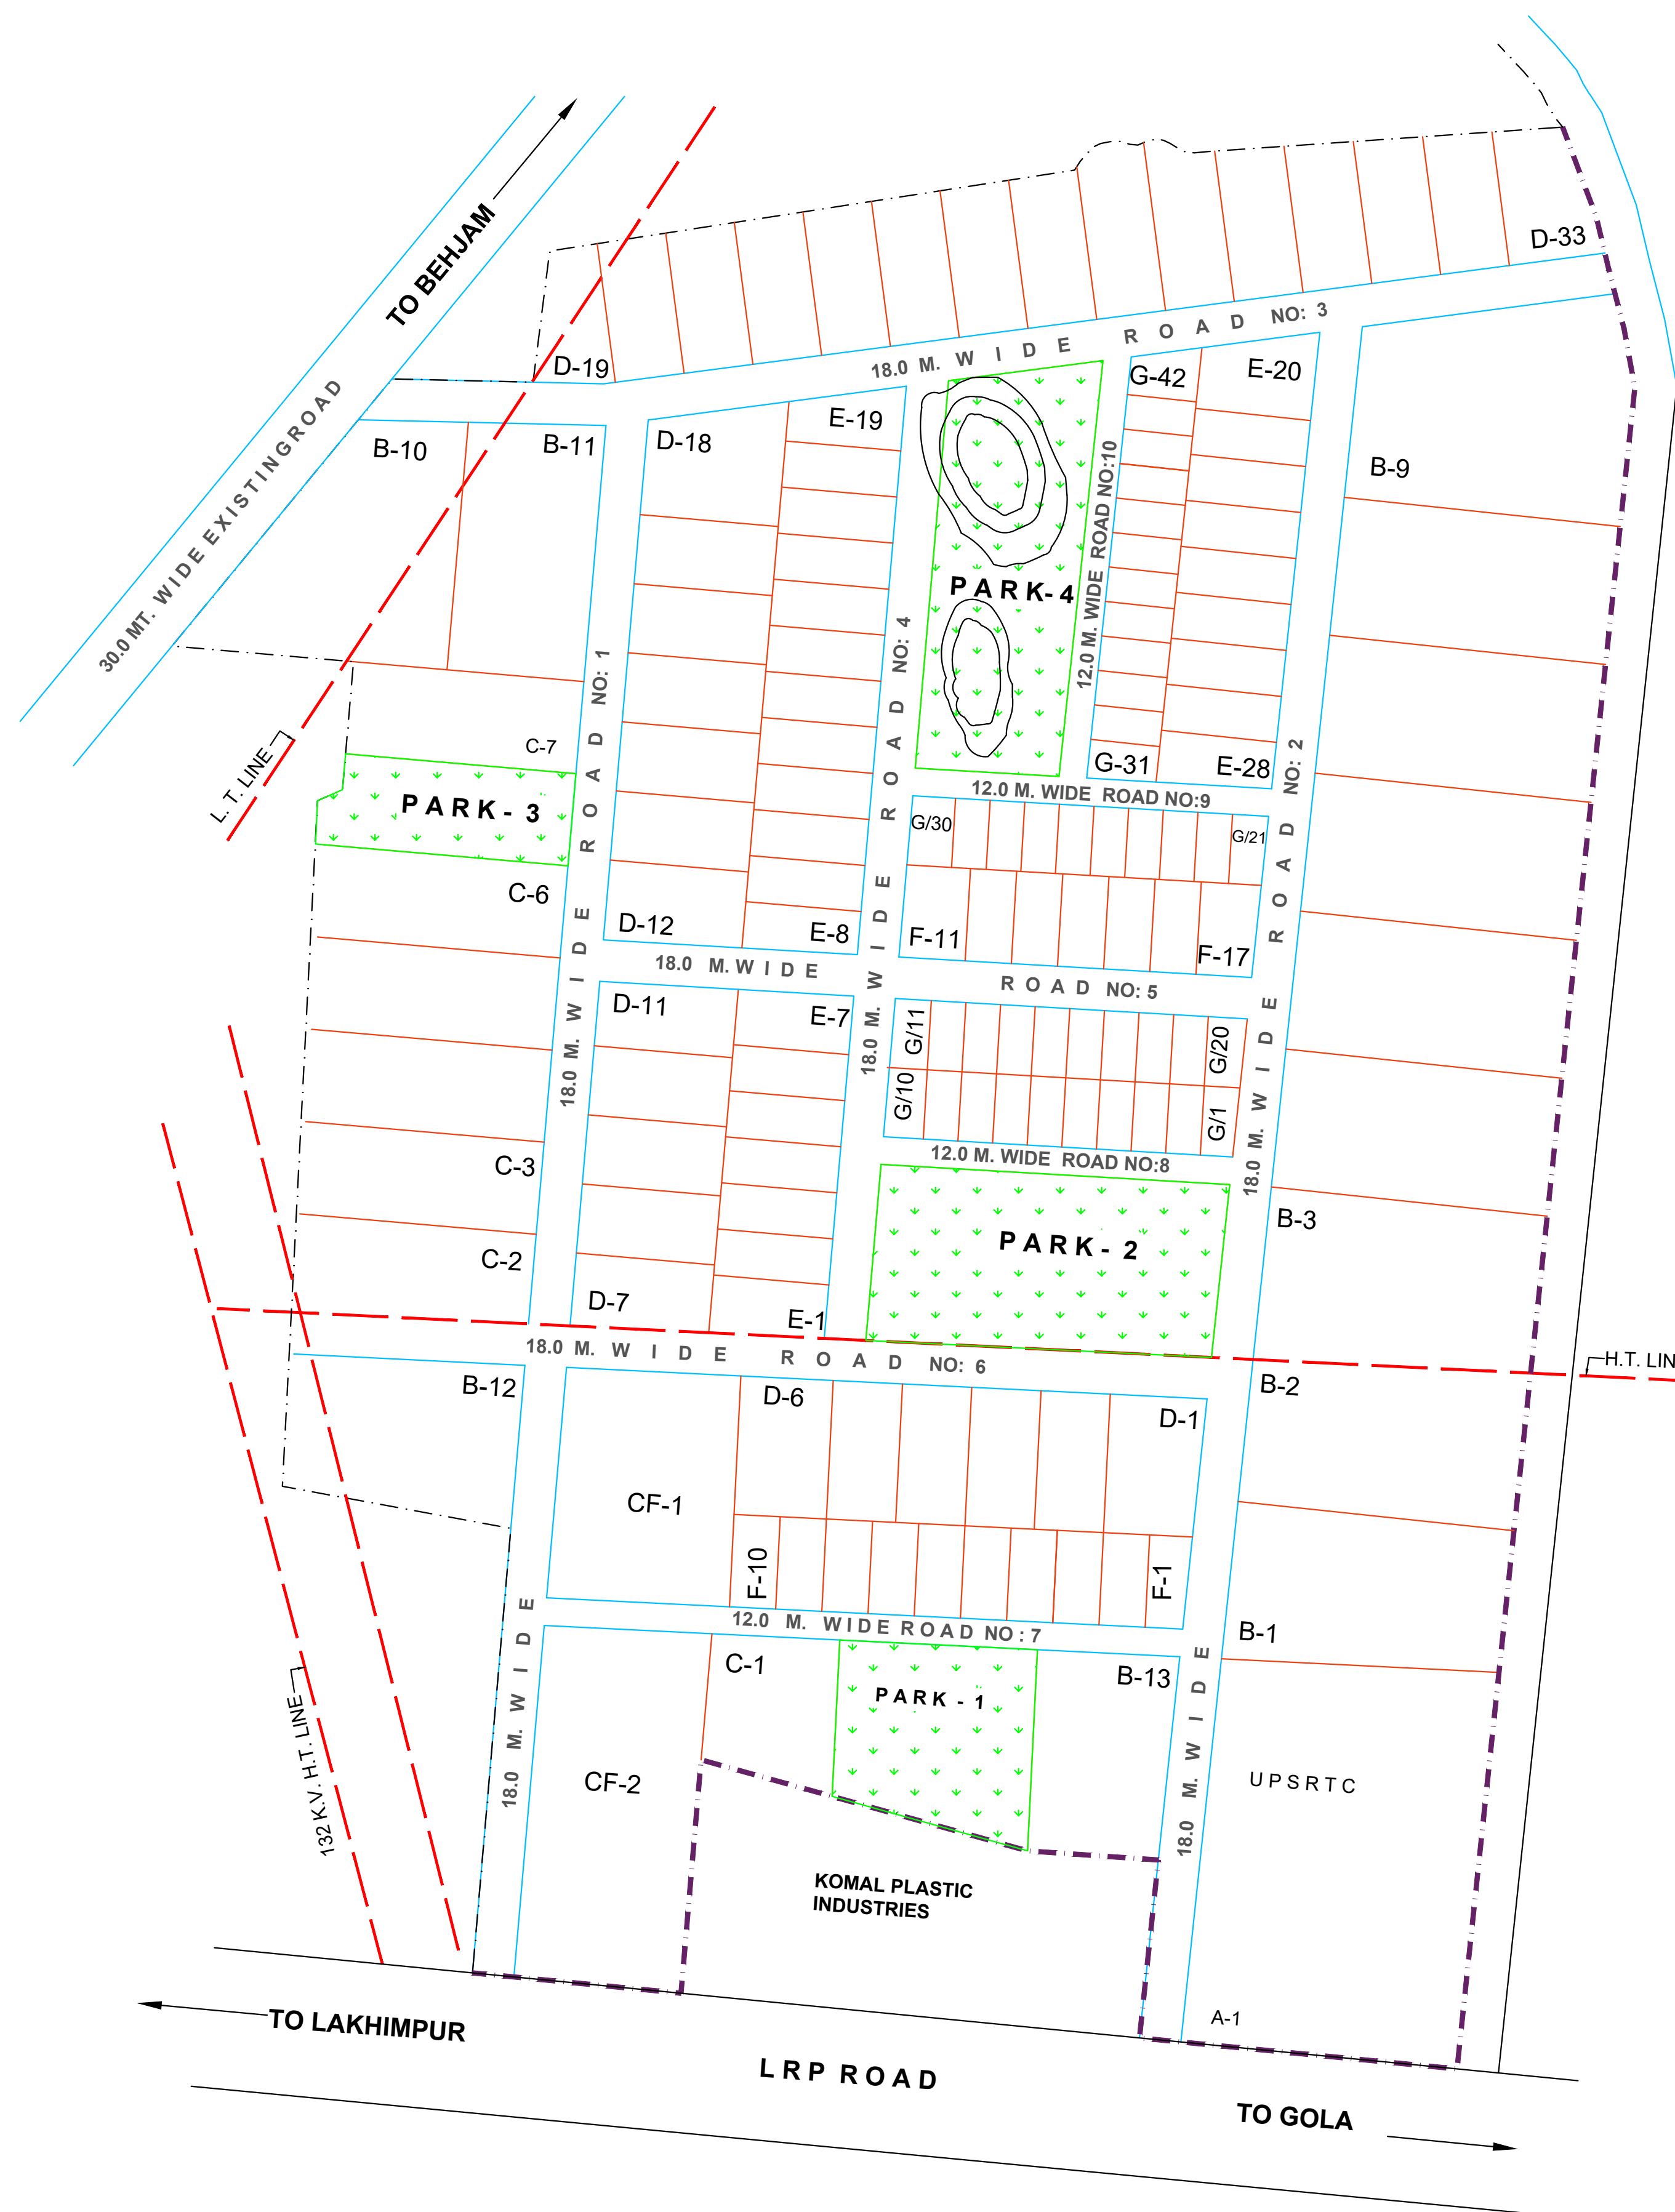 TO BEHJAM
30.0 MT. WIDE EXISTINGROAD
D-33
D-19
18.0 M. WIDE ROAD NO: 3
B-10
B-11
D-18
E-19
G-42
E-20
B-9
PARK-4
12.0 M. WIDE ROAD NO:10
L. T. LINE
C-7
PARK - 3
C-6
18.0 M. WIDE ROAD NO: 1
18.0 M. WIDE ROAD NO: 4
18.0 M. WIDE ROAD NO: 2
G-31
E-28
12.0 M. WIDE ROAD NO:9
G/30
G/21
D-12
E-8
F-11
F-17
18.0 M.WIDE ROAD NO: 5
D-11
E-7
G/11
G/20
G/10
G/1
12.0 M. WIDE ROAD NO:8
C-3
C-2
PARK - 2
B-3
D-7
E-1
18.0 M. WIDE ROAD NO: 6
H.T. LIN
B-12
D-6
D-1
B-2
CF-1
F-10
F-1
12.0 M. WIDE ROAD NO : 7
B-1
C-1
PARK - 1
B-13
18.0 M. WIDE
18.0 M. WIDE
132 K.V. H.T. LINE
CF-2
UPSRTC
KOMAL PLASTIC
INDUSTRIES
A-1
TO LAKHIMPUR
LRP ROAD
TO GOLA